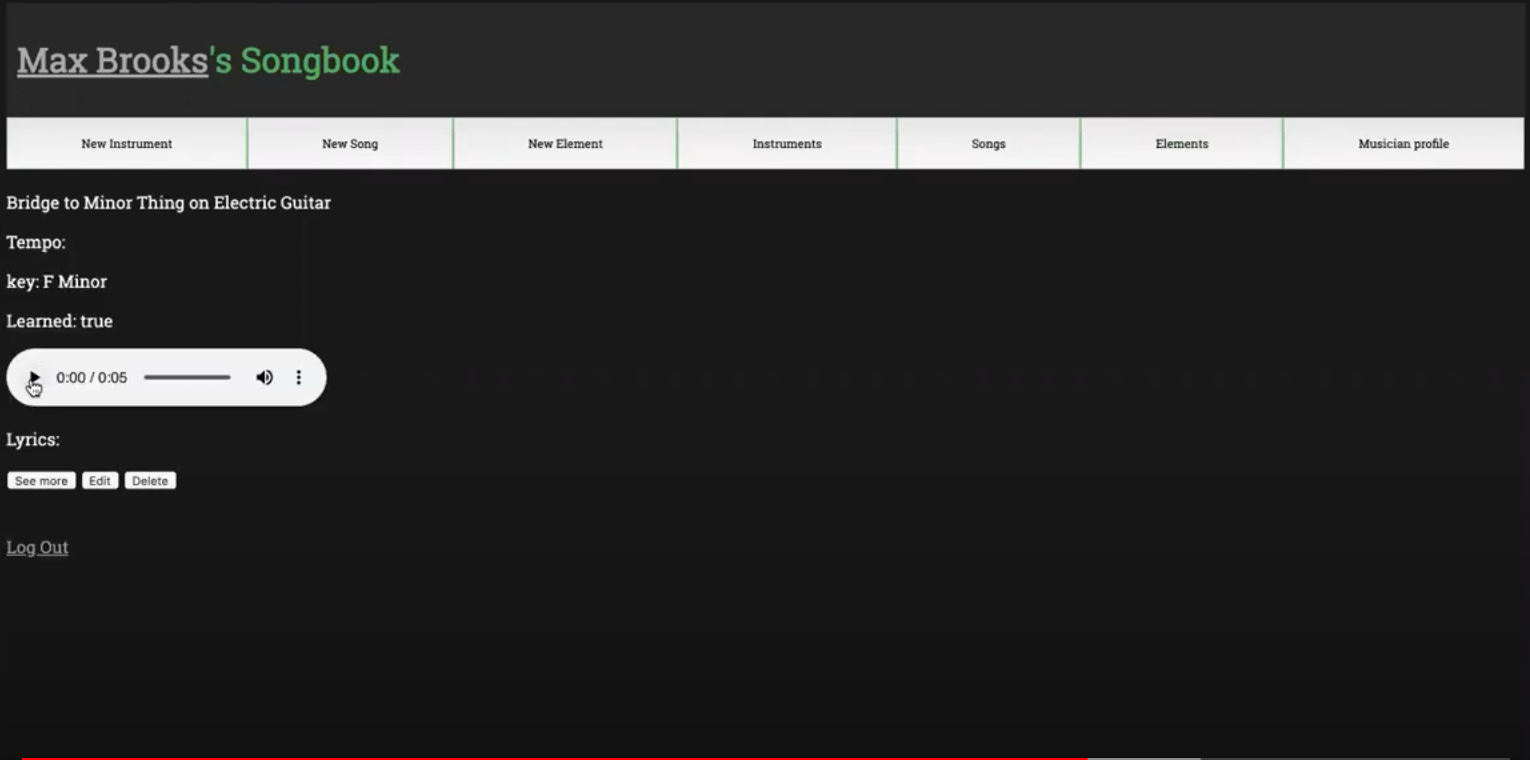 Max Brooks's Songbook
New Instrument New Song New Element Instruments Songs Elements Musician profile
Bridge to Minor Thing on Electric Guitar
Tempo:
key: F Minor
Learned: true
0:00 / 0:05
Lyrics:
See more Edit Delete
Log Out